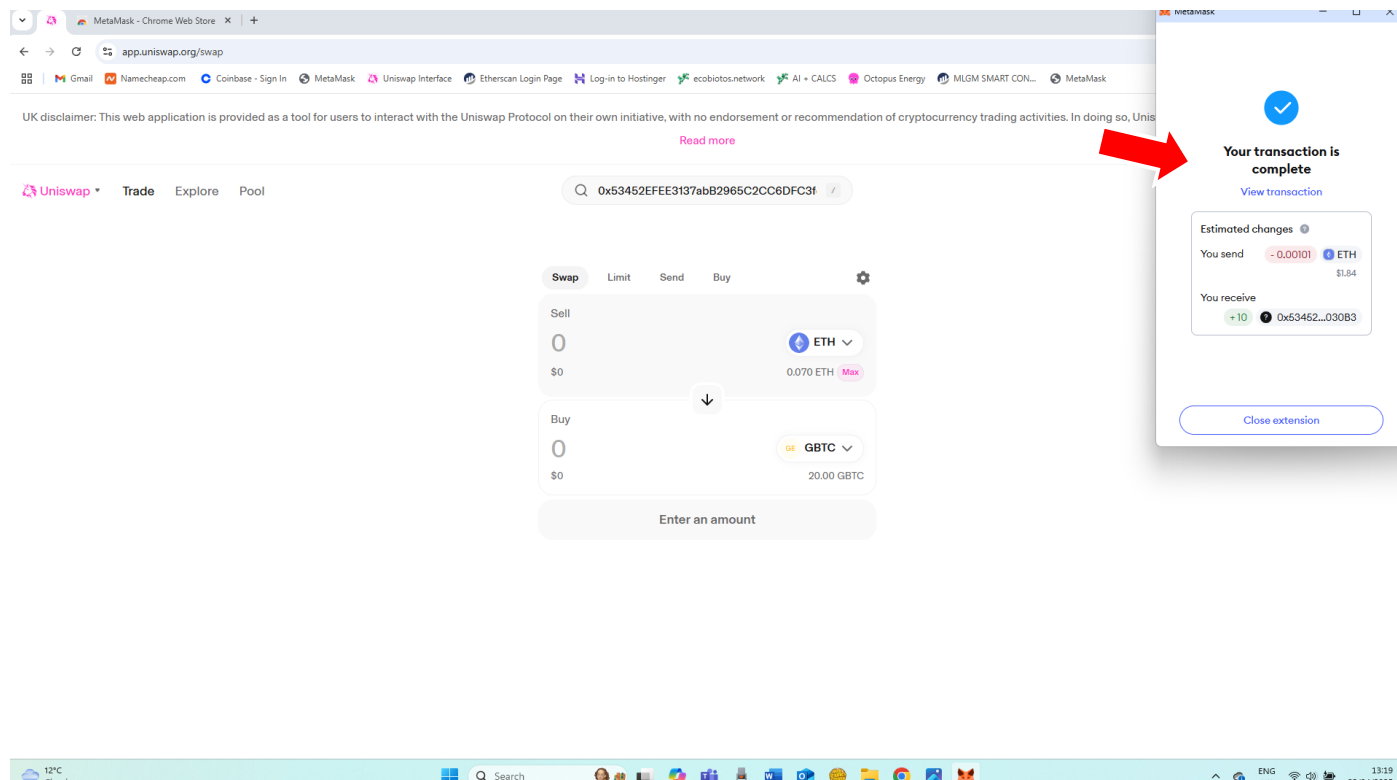 MetaMask - Chrome Web Store
MetaMask
app.uniswap.org/swap
Gmail Namecheap.com Coinbase - Sign In MetaMask Uniswap Interface Etherscan Login Page Log-in to Hostinger ecobiotos.network AI + CALCS Octopus Energy MLGM SMART CON... MetaMask
UK disclaimer: This web application is provided as a tool for users to interact with the Uniswap Protocol on their own initiative, with no endorsement or recommendation of cryptocurrency trading activities. In doing so, Unis
Read more
Uniswap Trade Explore Pool
0x53452EFEE3137abB2965C2CC6DFC3f /
Swap Limit Send Buy
Sell
0 ETH
$0 0.070 ETH Max
Buy
0 GE GBTC
$0 20.00 GBTC
Enter an amount
Your transaction is
complete
View transaction
Estimated changes ?
You send - 0.00101 ETH
$1.84
You receive
+ 10 ? 0x53452...030B3
Close extension
12°C
Search
ENG 13:19